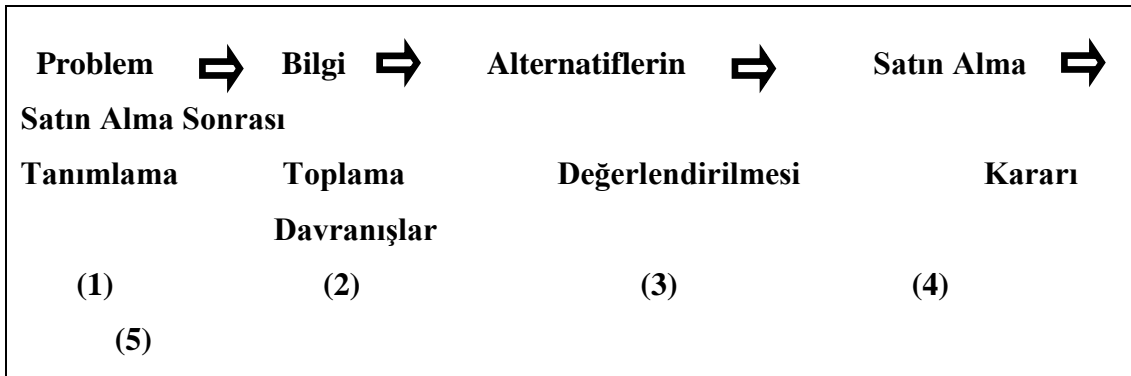 Problem Bilgi Alternatiflerin Satın Alma
Satın Alma Sonrası
Tanımlama Toplama Değerlendirilmesi Kararı
Davranışlar
(1) (2) (3) (4)
(5)